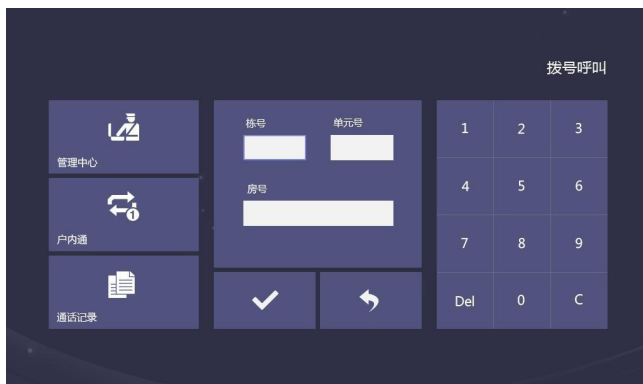 拨号呼叫
管理中心
户内通
1
通话记录
栋号 单元号
房号
1 2 3
4 5 6
7 8 9
Del 0 C